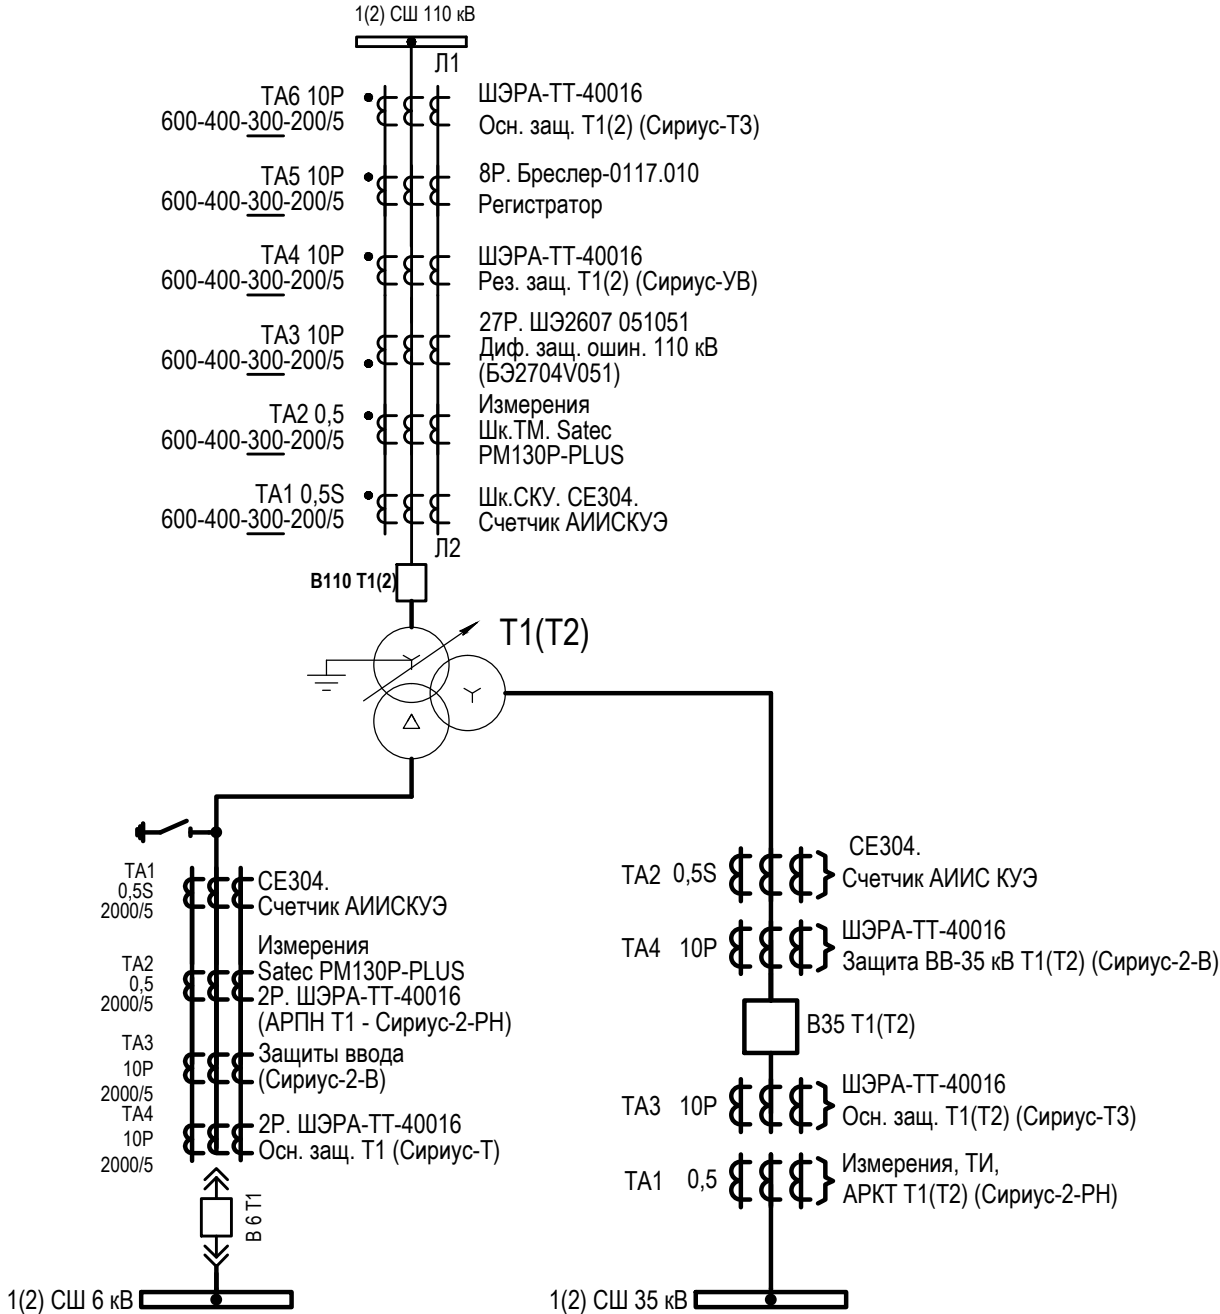 1(2) СШ 110 кВ
Л1
ТА6 10Р
600-400-300-200/5
ШЭРА-ТТ-40016
Осн. защ. Т1(2) (Сириус-Т3)
ТА5 10Р
600-400-300-200/5
8Р. Бреслер-0117.010
Регистратор
ТА4 10Р
600-400-300-200/5
ШЭРА-ТТ-40016
Рез. защ. Т1(2) (Сириус-УВ)
ТА3 10Р
600-400-300-200/5
27Р. ШЭ2607 051051
Диф. защ. ошин. 110 кВ
(БЭ2704V051)
ТА2 0,5
600-400-300-200/5
Измерения
Шк.ТМ. Satec
PM130P-PLUS
ТА1 0,5S
600-400-300-200/5
Шк.СКУ. СЕ304.
Счетчик АИИСКУЭ
Л2
В110 Т1(2)
Т1(Т2)
ТА1
0,5S
2000/5
СЕ304.
Счетчик АИИСКУЭ
ТА2
0,5
2000/5
Измерения
Satec PM130P-PLUS
2Р. ШЭРА-ТТ-40016
(АРПН Т1 - Сириус-2-РН)
ТА3
10Р
2000/5
Защиты ввода
(Сириус-2-В)
ТА4
10Р
2000/5
2Р. ШЭРА-ТТ-40016
Осн. защ. Т1 (Сириус-Т)
В 6 Т1
1(2) СШ 6 кВ
ТА2 0,5S
СЕ304.
Счетчик АИИС КУЭ
ТА4 10Р
ШЭРА-ТТ-40016
Защита ВВ-35 кВ Т1(Т2) (Сириус-2-В)
В35 Т1(Т2)
ТА3 10Р
ШЭРА-ТТ-40016
Осн. защ. Т1(Т2) (Сириус-Т3)
ТА1 0,5
Измерения, ТИ,
АРКТ Т1(Т2) (Сириус-2-РН)
1(2) СШ 35 кВ